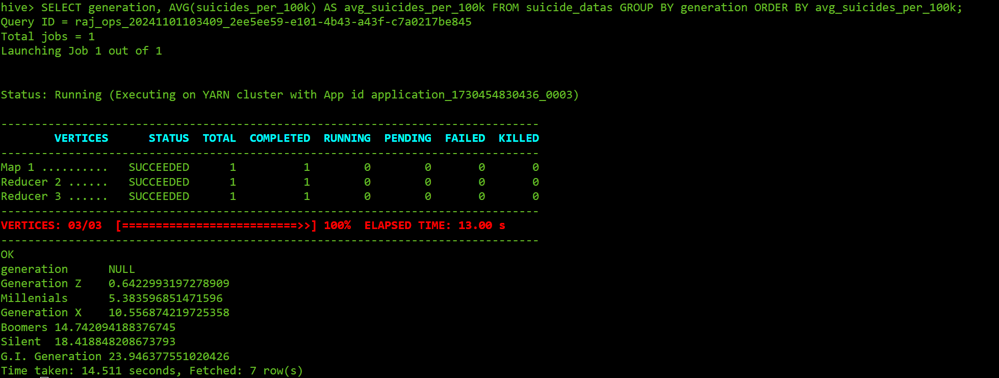 hive> SELECT generation, AVG(suicides_per_100k) AS avg_suicides_per_100k FROM suicide_datas GROUP BY generation ORDER BY avg_suicides_per_100k;
Query ID = raj_ops_20241101103409_2ee5ee59-e101-4b43-a43f-c7a0217be845
Total jobs = 1
Launching Job 1 out of 1
Status: Running (Executing on YARN cluster with App id application_1730454830436_0003)
--------------------------------------------------------------------------------
        VERTICES      STATUS  TOTAL  COMPLETED  RUNNING  PENDING  FAILED  KILLED
--------------------------------------------------------------------------------
Map 1 ..........   SUCCEEDED      1          1        0        0       0       0
Reducer 2 ......   SUCCEEDED      1          1        0        0       0       0
Reducer 3 ......   SUCCEEDED      1          1        0        0       0       0
--------------------------------------------------------------------------------
VERTICES: 03/03  [==========================>>] 100%  ELAPSED TIME: 13.00 s
--------------------------------------------------------------------------------
OK
generation      NULL
Generation Z    0.6422993197278909
Millenials      5.383596851471596
Generation X    10.556874219725358
Boomers 14.742094188376745
Silent  18.418848208673793
G.I. Generation 23.946377551020426
Time taken: 14.511 seconds, Fetched: 7 row(s)